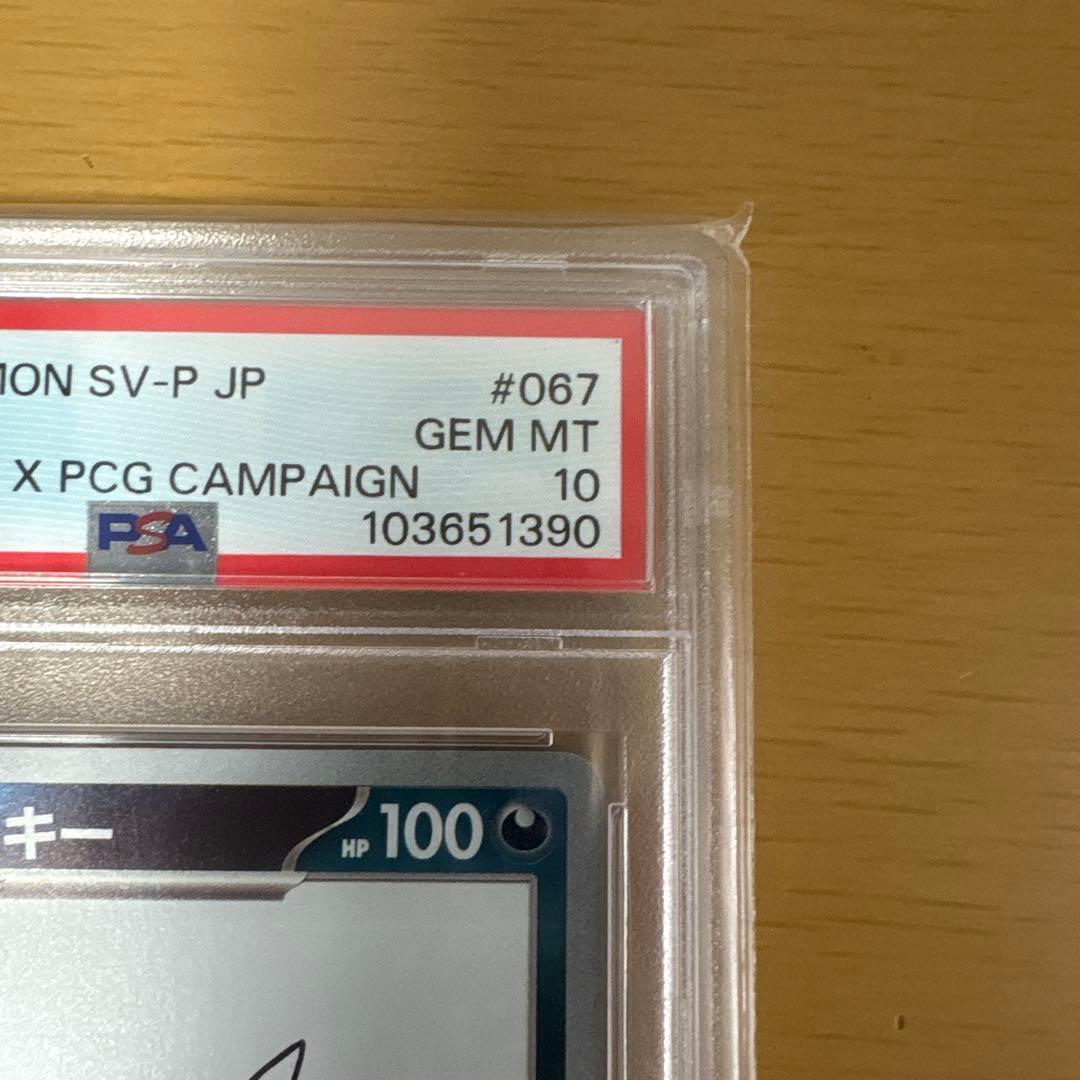 MON SV-P JP #067
GEM MT
X PCG CAMPAIGN 10
PSA 103651390
キー HP 100